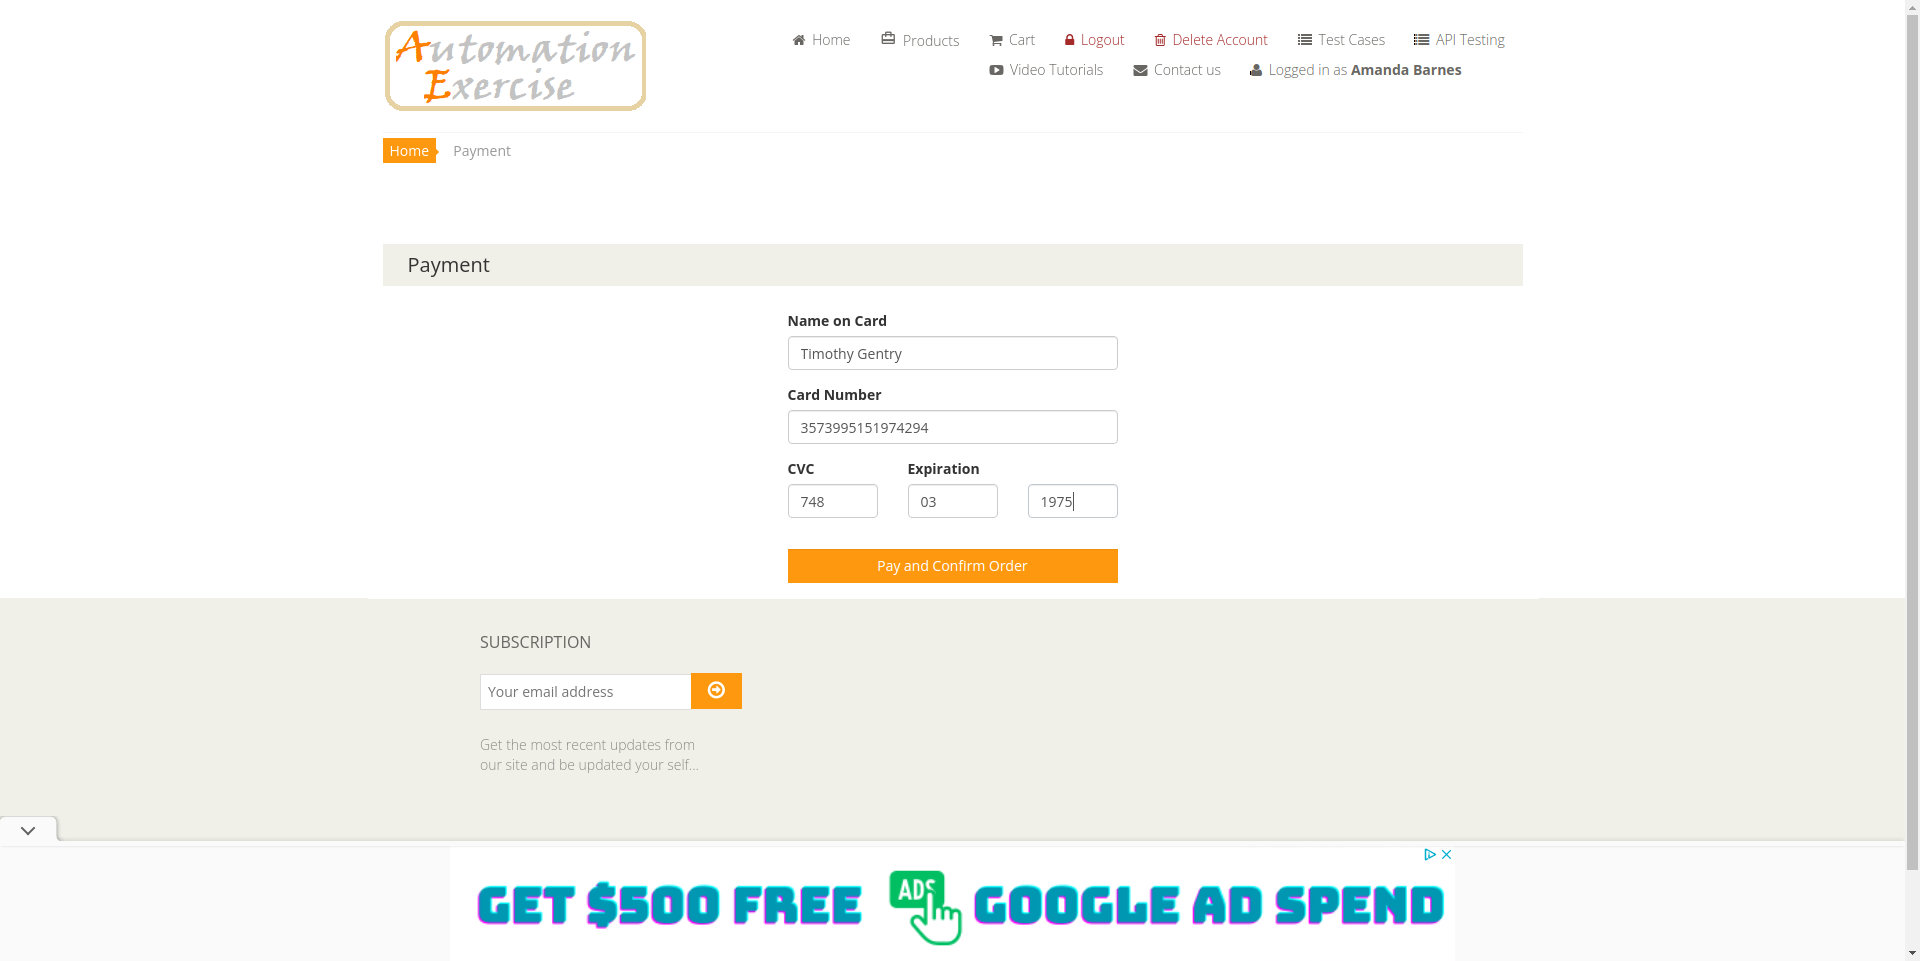 Automation
Exercise
Home
Products
Cart
Logout
Delete Account
Test Cases
API Testing
Video Tutorials
Contact us
Logged in as Amanda Barnes
Home
Payment
Payment
Name on Card
Timothy Gentry
Card Number
3573995151974294
CVC
Expiration
748
03
1975
Pay and Confirm Order
SUBSCRIPTION
Your email address
Get the most recent updates from
our site and be updated your self...
GET $500 FREE
ADS
GOOGLE AD SPEND